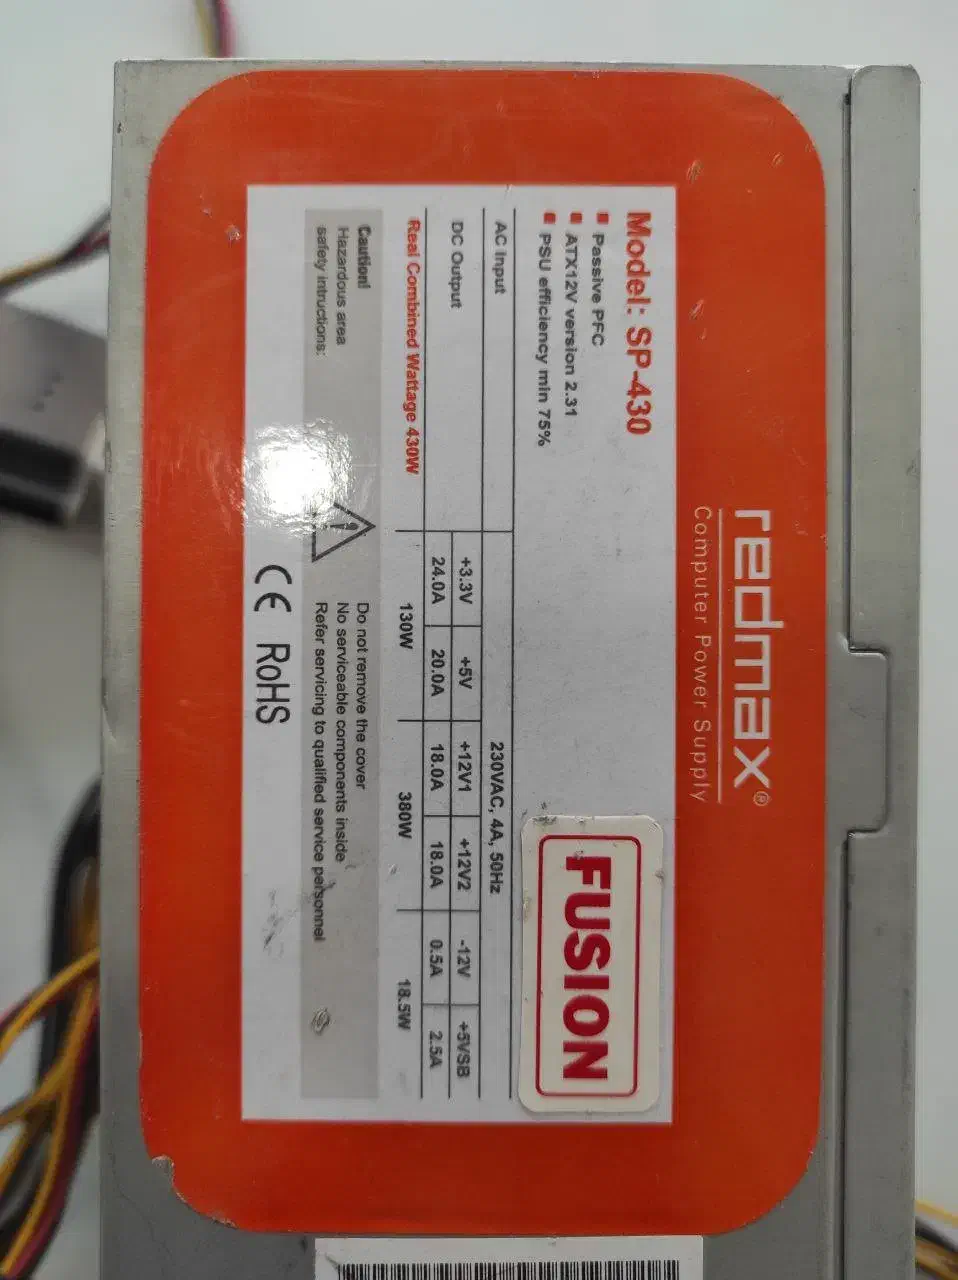 redmax®
Computer Power Supply
Model: SP-430
Passive PFC
ATX12V version 2.31
PSU efficiency min 75%
FUSION
AC Input 230VAC, 4A, 50Hz
DC Output +3.3V +5V +12V1 +12V2 -12V +5VSB
24.0A 20.0A 18.0A 18.0A 0.5A 2.5A
Real Combined Wattage 430W 130W 380W 18.5W
Caution!
Hazardous area
safety intructions:
Do not remove the cover
No serviceable components inside
Refer servicing to qualified service personnel
CE RoHS